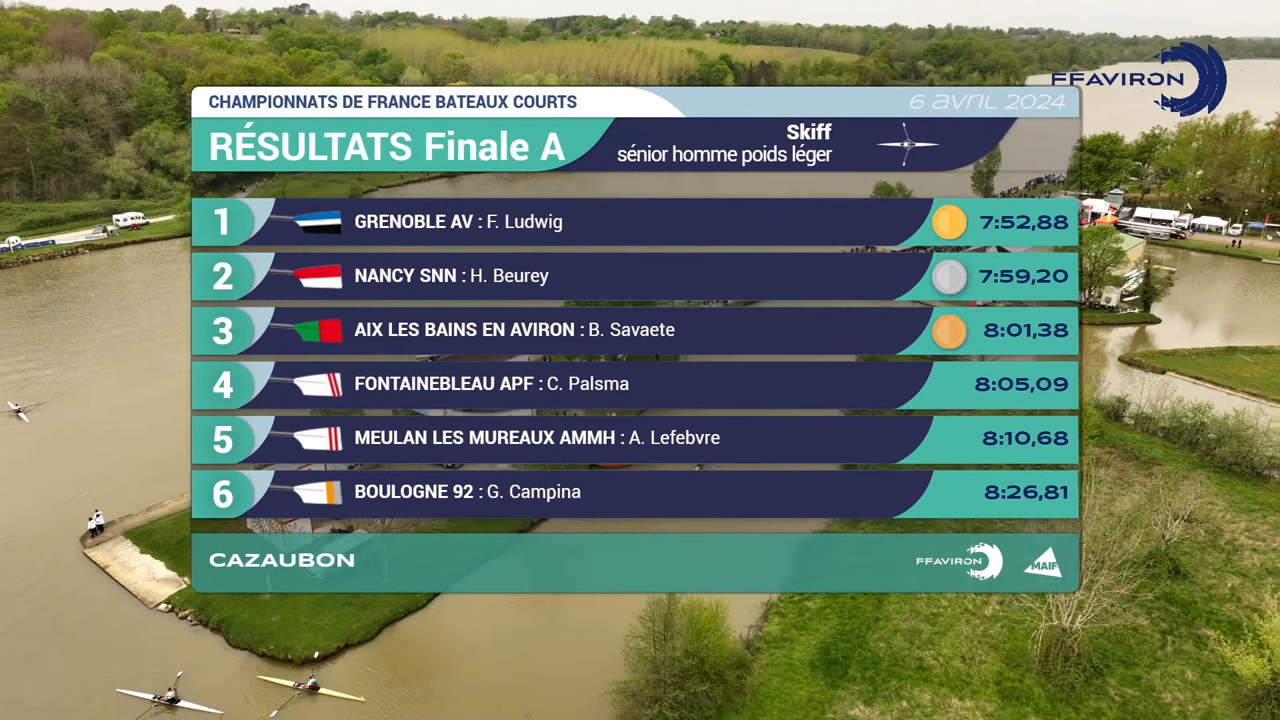 FFAVIRON
CHAMPIONNATS DE FRANCE BATEAUX COURTS
6 avril 2024
RÉSULTATS Finale A
Skiff
sénior homme poids léger
1 GRENOBLE AV : F. Ludwig 7:52,88
2 NANCY SNN : H. Beurey 7:59,20
3 AIX LES BAINS EN AVIRON : B. Savaete 8:01,38
4 FONTAINEBLEAU APF : C. Palsma 8:05,09
5 MEULAN LES MUREAUX AMMH : A. Lefebvre 8:10,68
6 BOULOGNE 92 : G. Campina 8:26,81
CAZAUBON
FFAVIRON
MAIF